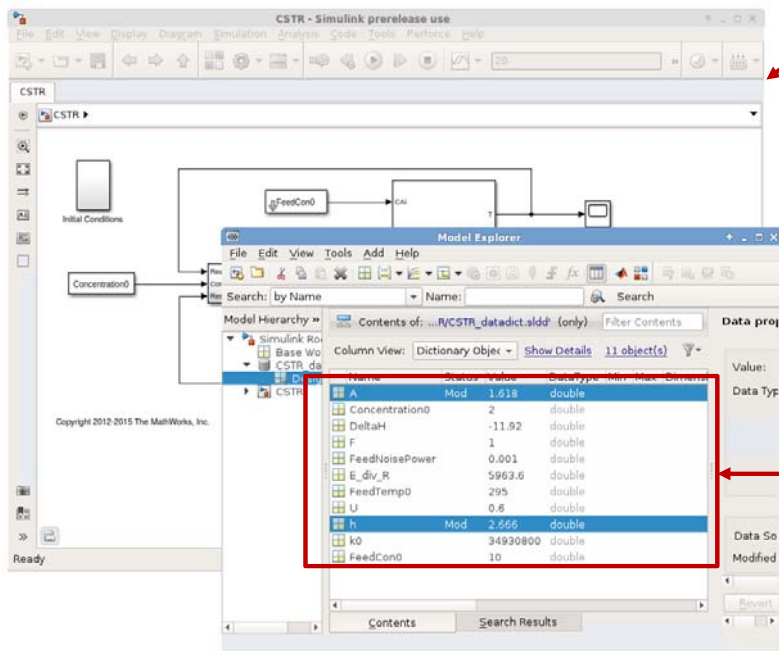 CSTR - Simulink prerelease use
File Edit View Display Diagram Simulation Analysis Code Tools Perforce Help
20
CSTR
CSTR
Initial Conditions
FeedCon0
CAi
T
Concentration0
Copyright 2012-2015 The MathWorks, Inc.
Ready
Model Explorer
File Edit View Tools Add Help
Search: by Name Name: Search
Model Hierarchy
Simulink Roo
Base Wo
CSTR_da
CSTR
Contents of: ...R/CSTR_datadict.sldd' (only) Filter Contents
Column View: Dictionary Objec Show Details 11 object(s)
Name Status Value DataType Min Max Dimensi
A Mod 1.618 double
Concentration0 2 double
DeltaH -11.92 double
F 1 double
FeedNoisePower 0.001 double
E_div_R 5963.6 double
FeedTemp0 295 double
U 0.6 double
h Mod 2.666 double
k0 34930800 double
FeedCon0 10 double
Contents Search Results
Data prop
Value:
Data Typ
Data So
Modified
Revert